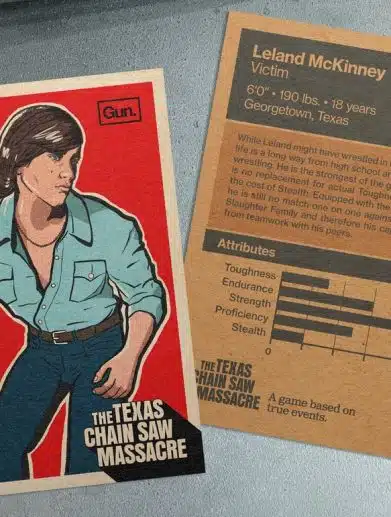 Gun.
THE TEXAS
CHAIN SAW
MASSACRE
Leland McKinney
Victim
6'0" • 190 lbs. • 18 years
Georgetown, Texas
While Leland might have wrestled in
life is a long way from high school
wrestling. He is the strongest of the
is no replacement for actual Toughness
the cost of Stealth. Equipped with the
he is still no match one on one against
Slaughter Family and therefore his
from teamwork with his peers.
Attributes
Toughness
Endurance
Strength
Proficiency
Stealth
0
THE TEXAS
CHAIN SAW
MASSACRE
A game based on
true events.